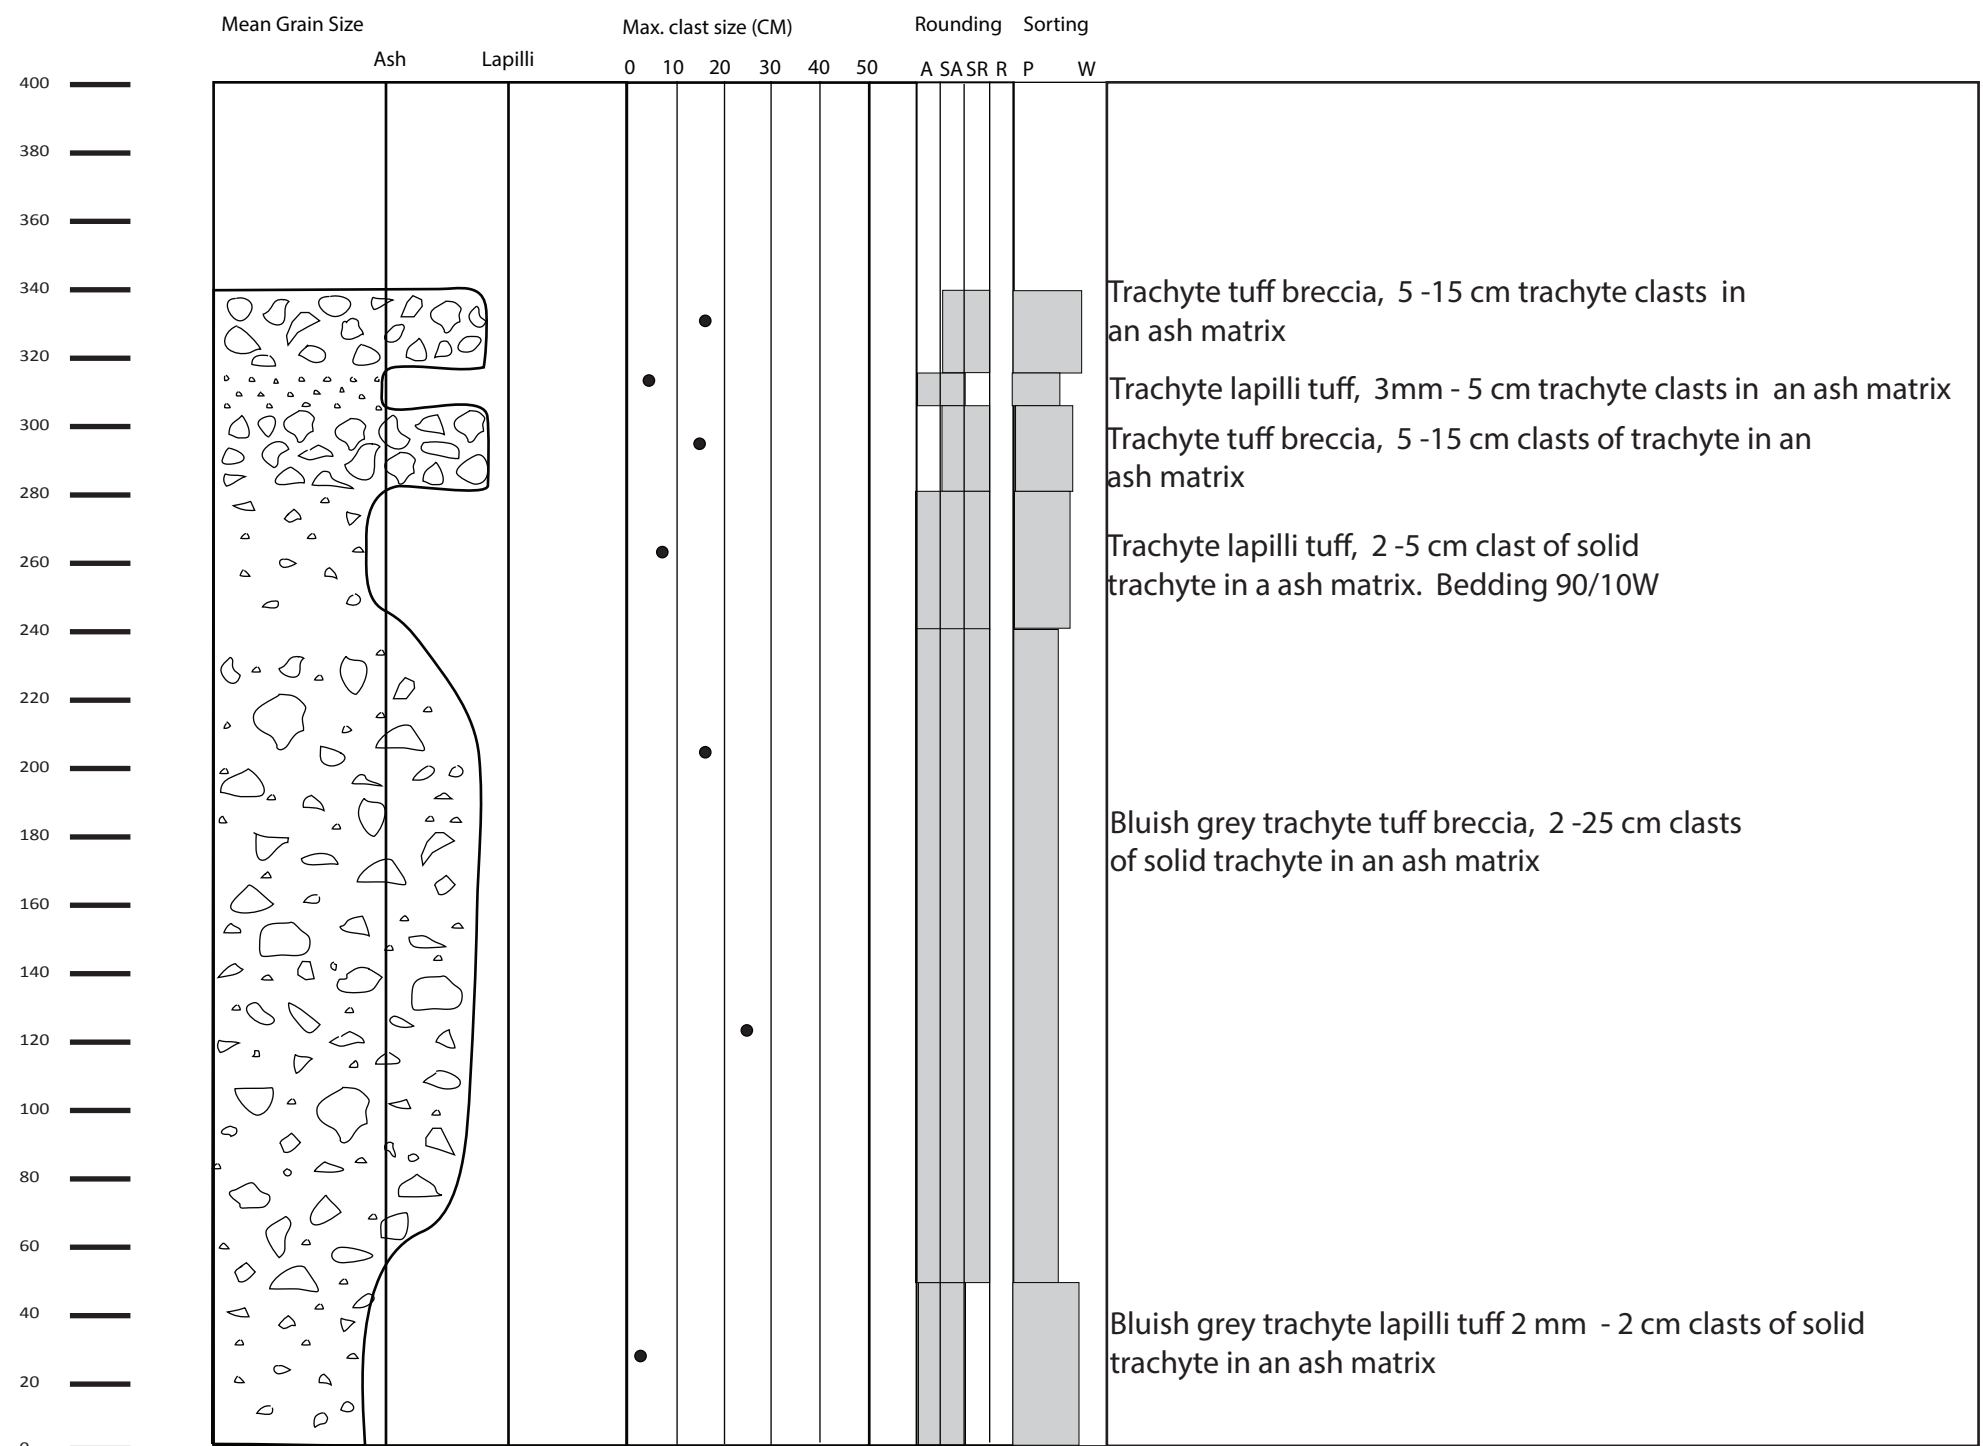 Mean Grain Size
Max. clast size (CM)
Rounding
Sorting
Ash
Lapilli
0 10 20 30 40 50
A SA SR R
P W
400
380
360
340
320
300
280
260
240
220
200
180
160
140
120
100
80
60
40
20
Trachyte tuff breccia, 5 -15 cm trachyte clasts in
an ash matrix
Trachyte lapilli tuff, 3mm - 5 cm trachyte clasts in an ash matrix
Trachyte tuff breccia, 5 -15 cm clasts of trachyte in an
ash matrix
Trachyte lapilli tuff, 2 -5 cm clast of solid
trachyte in a ash matrix. Bedding 90/10W
Bluish grey trachyte tuff breccia, 2 -25 cm clasts
of solid trachyte in an ash matrix
Bluish grey trachyte lapilli tuff 2 mm - 2 cm clasts of solid
trachyte in an ash matrix